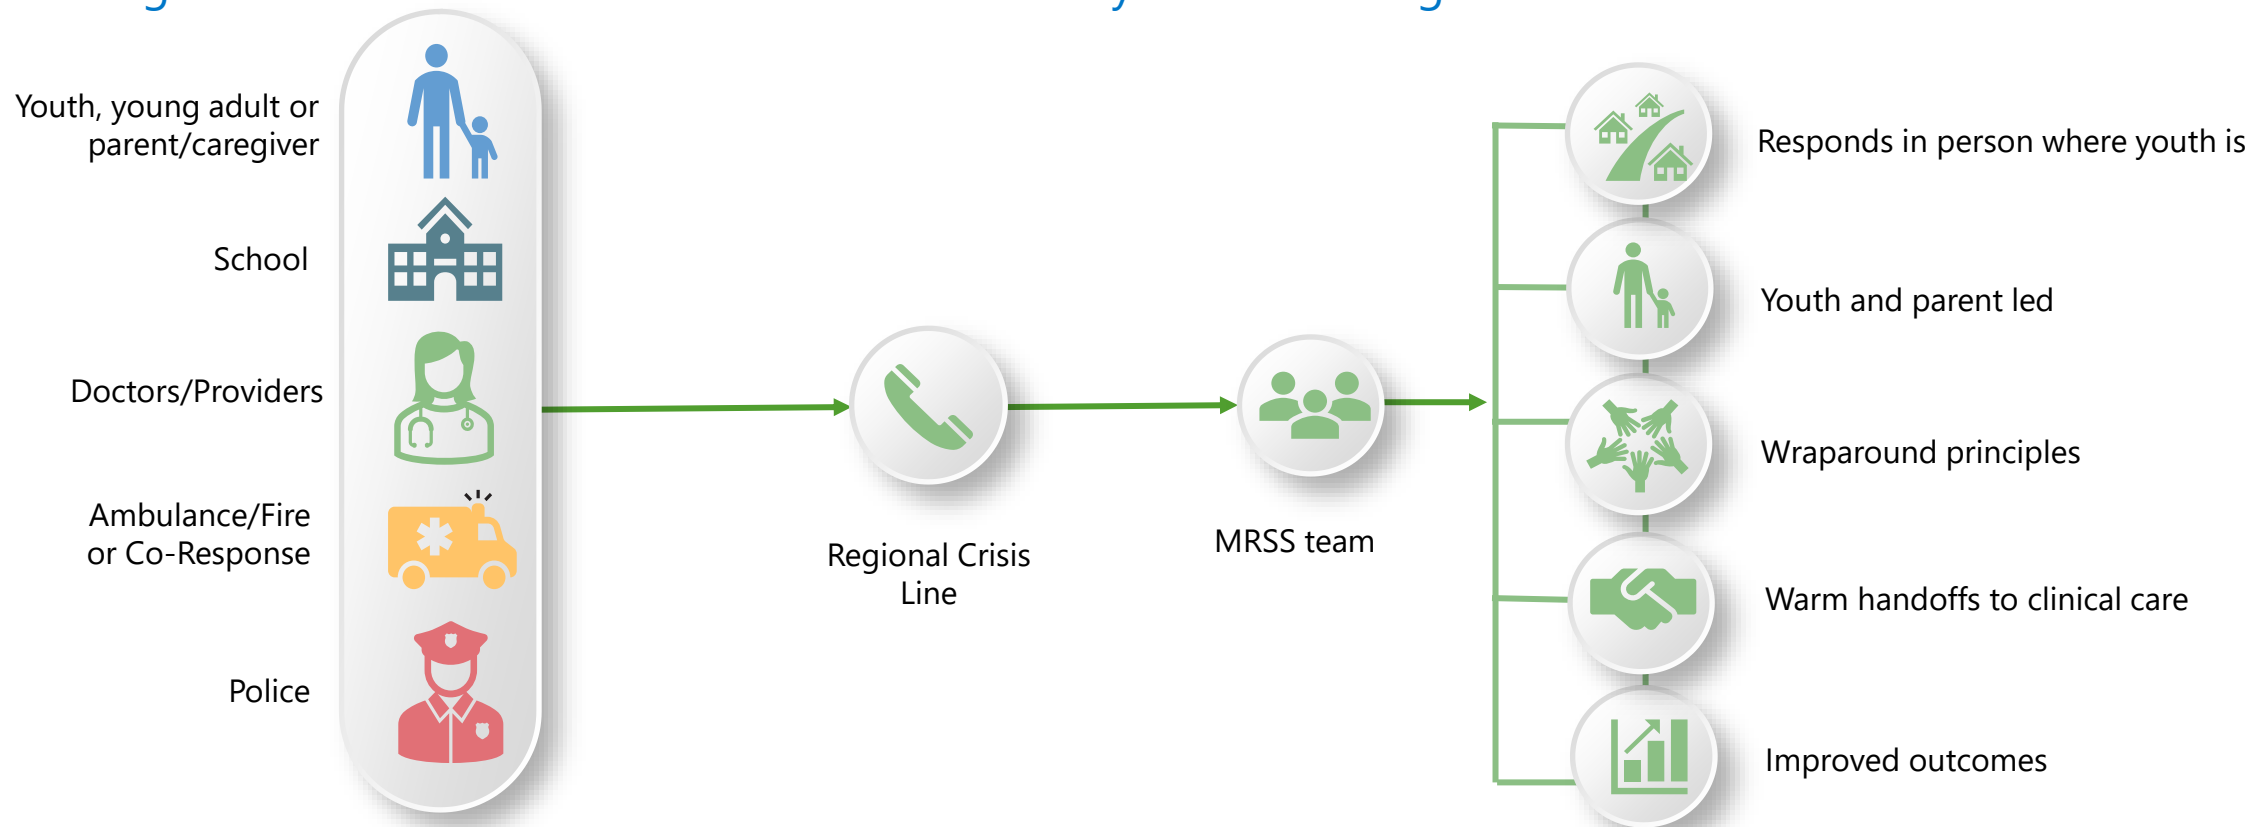 Youth, young adult or
parent/caregiver
School
Doctors/Providers
Ambulance/Fire
or Co-Response
Police
Regional Crisis
Line
MRSS team
Responds in person where youth is
Youth and parent led
Wraparound principles
Warm handoffs to clinical care
Improved outcomes